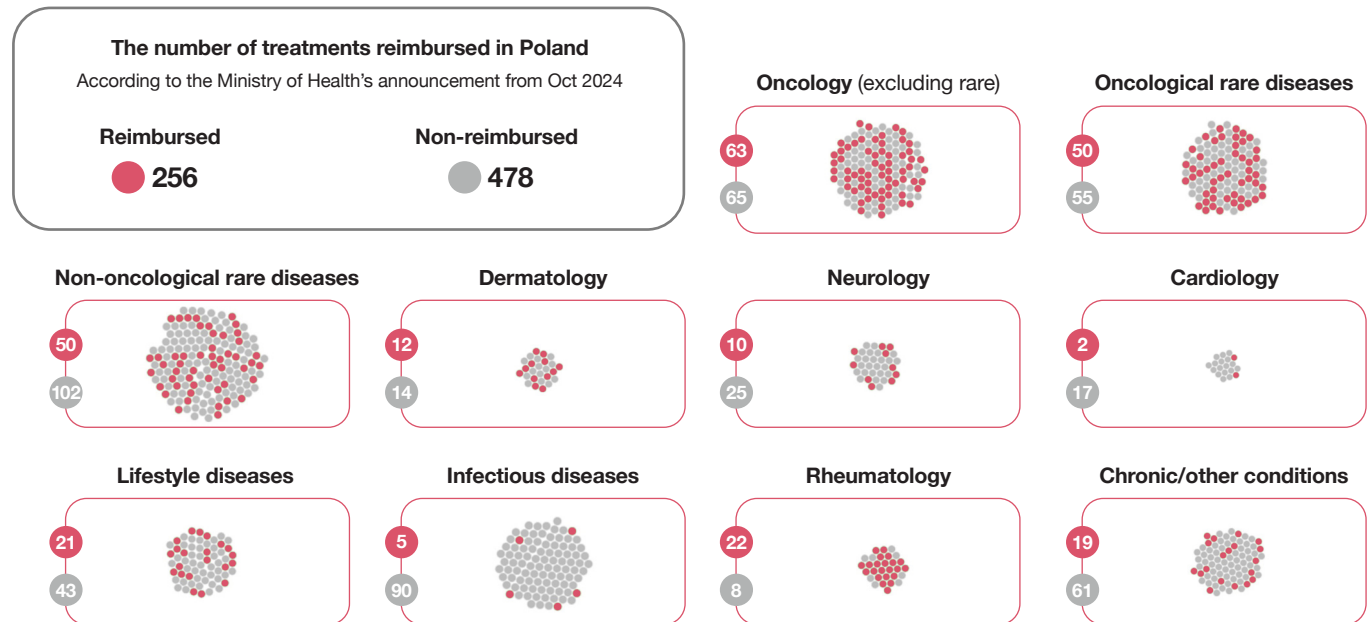 The number of treatments reimbursed in Poland
According to the Ministry of Health's announcement from Oct 2024
Reimbursed
256
Non-reimbursed
478
Oncology (excluding rare)
63
65
Oncological rare diseases
50
55
Non-oncological rare diseases
50
102
Dermatology
12
14
Neurology
10
25
Cardiology
2
17
Lifestyle diseases
21
43
Infectious diseases
5
90
Rheumatology
22
8
Chronic/other conditions
19
61